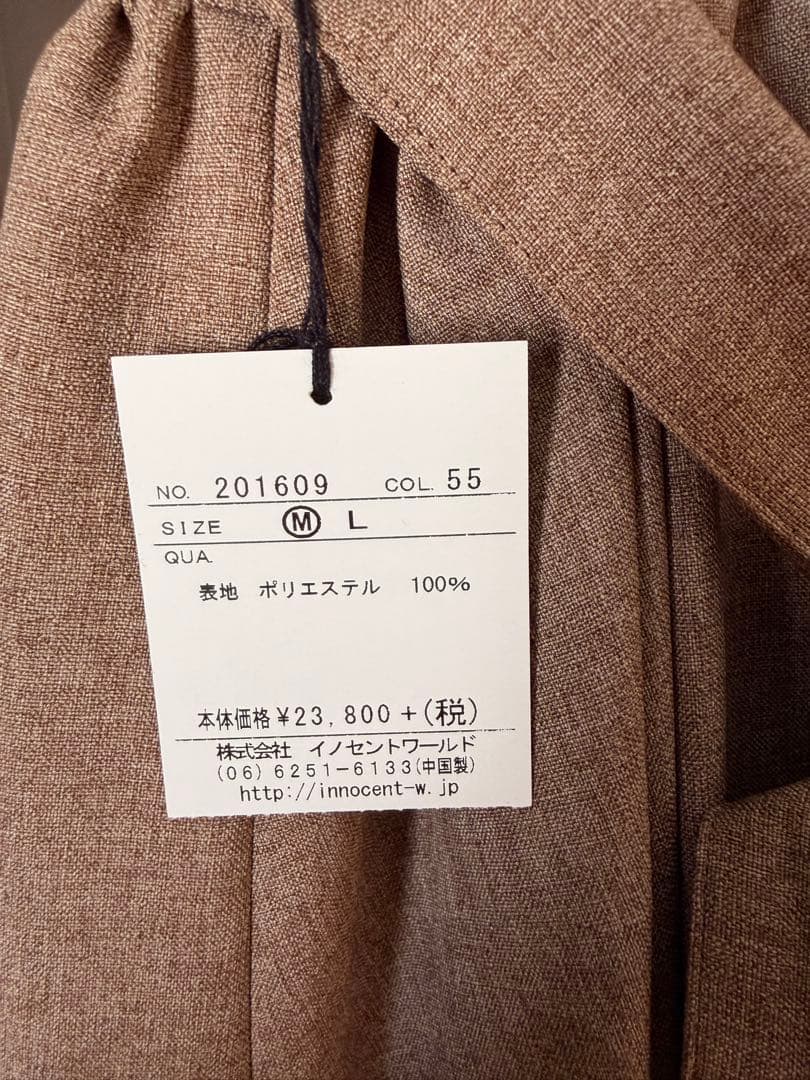 NO. 201609 COL. 55
SIZE Ⓜ L
QUA.
表地 ポリエステル 100%
本体価格 ¥23,800+(税)
株式会社 イノセントワールド
(06)6251-6133(中国製)
http://innocent-w.jp